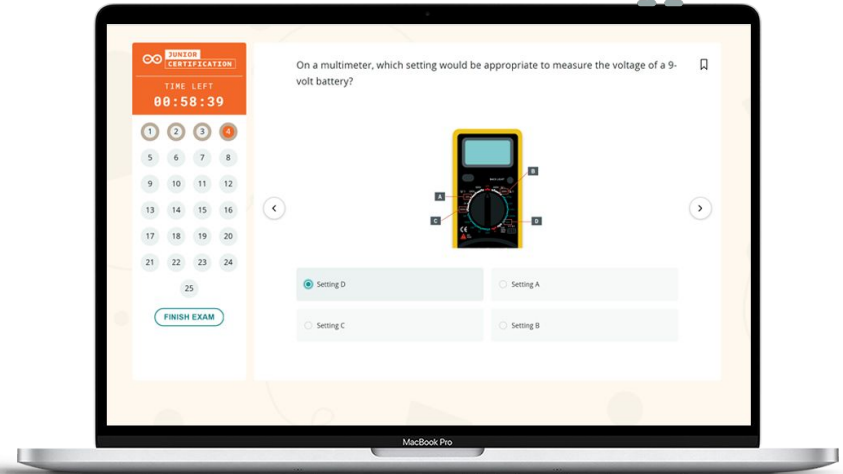 JUNIOR
CERTIFICATION
TIME LEFT
00:58:39
1 2 3 4
5 6 7 8
9 10 11 12
13 14 15 16
17 18 19 20
21 22 23 24
25
FINISH EXAM
On a multimeter, which setting would be appropriate to measure the voltage of a 9-
volt battery?
B
A
C
D
CE
Setting D
Setting A
Setting C
Setting B
MacBook Pro